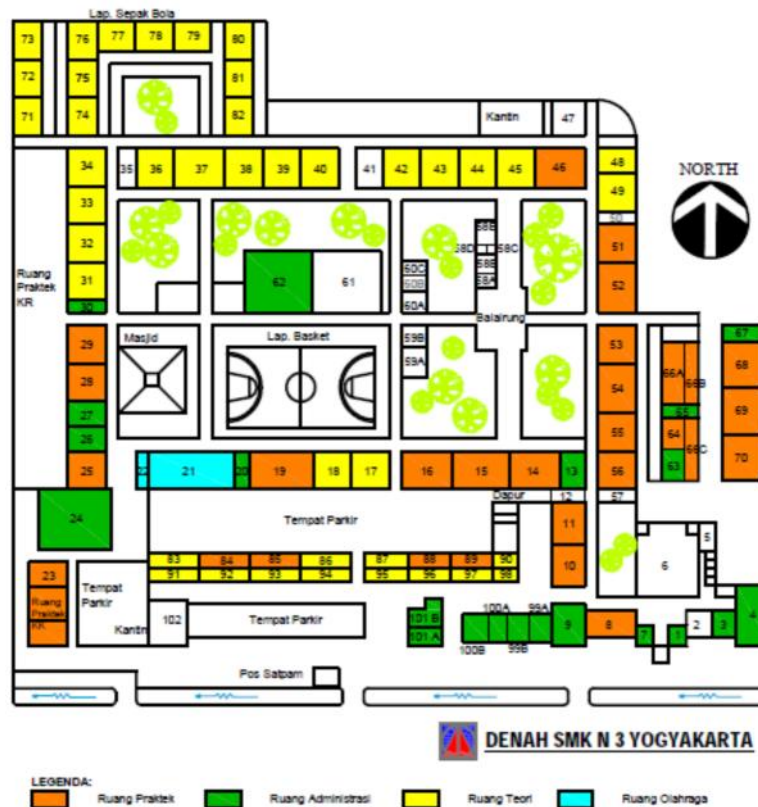 Lap. Sepak Bola
73 76 77 78 79 80
72 75 81
71 74 82
Kantin 47
34 35 36 37 38 39 40 41 42 43 44 45 46 48
NORTH
33 49
50
32 58E
58D 58C 51
Ruang
Praktek
KR
31 62 61 60C 58B 52
60B 58A
30 60A
Balairung
67
29 Masjid Lap. Basket 59B 53 68
66A 66B
28 59A 54
27 65 69
26 55 64 66C
25 22 21 20 19 18 17 16 15 14 13 56 63 70
24 Dapur 12 57
Tempat Parkir 11 5
83 84 85 86 87 88 89 90
91 92 93 94 95 96 97 98 10 6
23
Ruang
Praktek
KK
Tempat
Parkir
Kantin
102 Tempat Parkir
101 B
101 A
100A 99A
100B 99B
9 8 7 1 2 3 4
Pos Satpam
DENAH SMK N 3 YOGYAKARTA
LEGENDA:
Ruang Praktek Ruang Administrasi Ruang Teori Ruang Olahraga